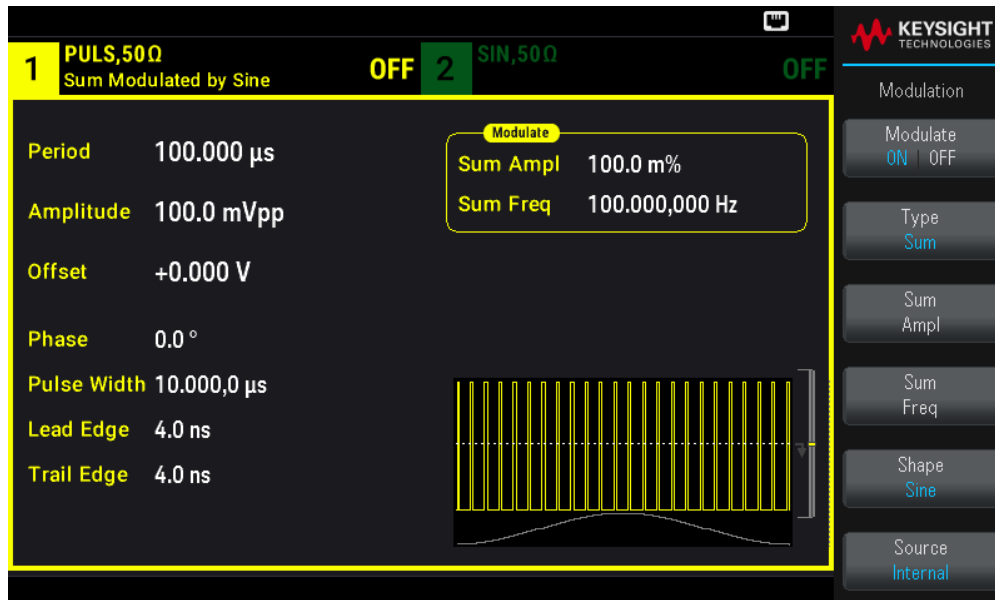 KEYSIGHT
TECHNOLOGIES
1 PULS,50Ω OFF
Sum Modulated by Sine
2 SIN,50Ω OFF
Modulation
Period 100.000 µs
Amplitude 100.0 mVpp
Offset +0.000 V
Phase 0.0 °
Pulse Width 10.000,0 µs
Lead Edge 4.0 ns
Trail Edge 4.0 ns
Modulate
Sum Ampl 100.0 m%
Sum Freq 100.000,000 Hz
Modulate
ON | OFF
Type
Sum
Sum
Ampl
Sum
Freq
Shape
Sine
Source
Internal